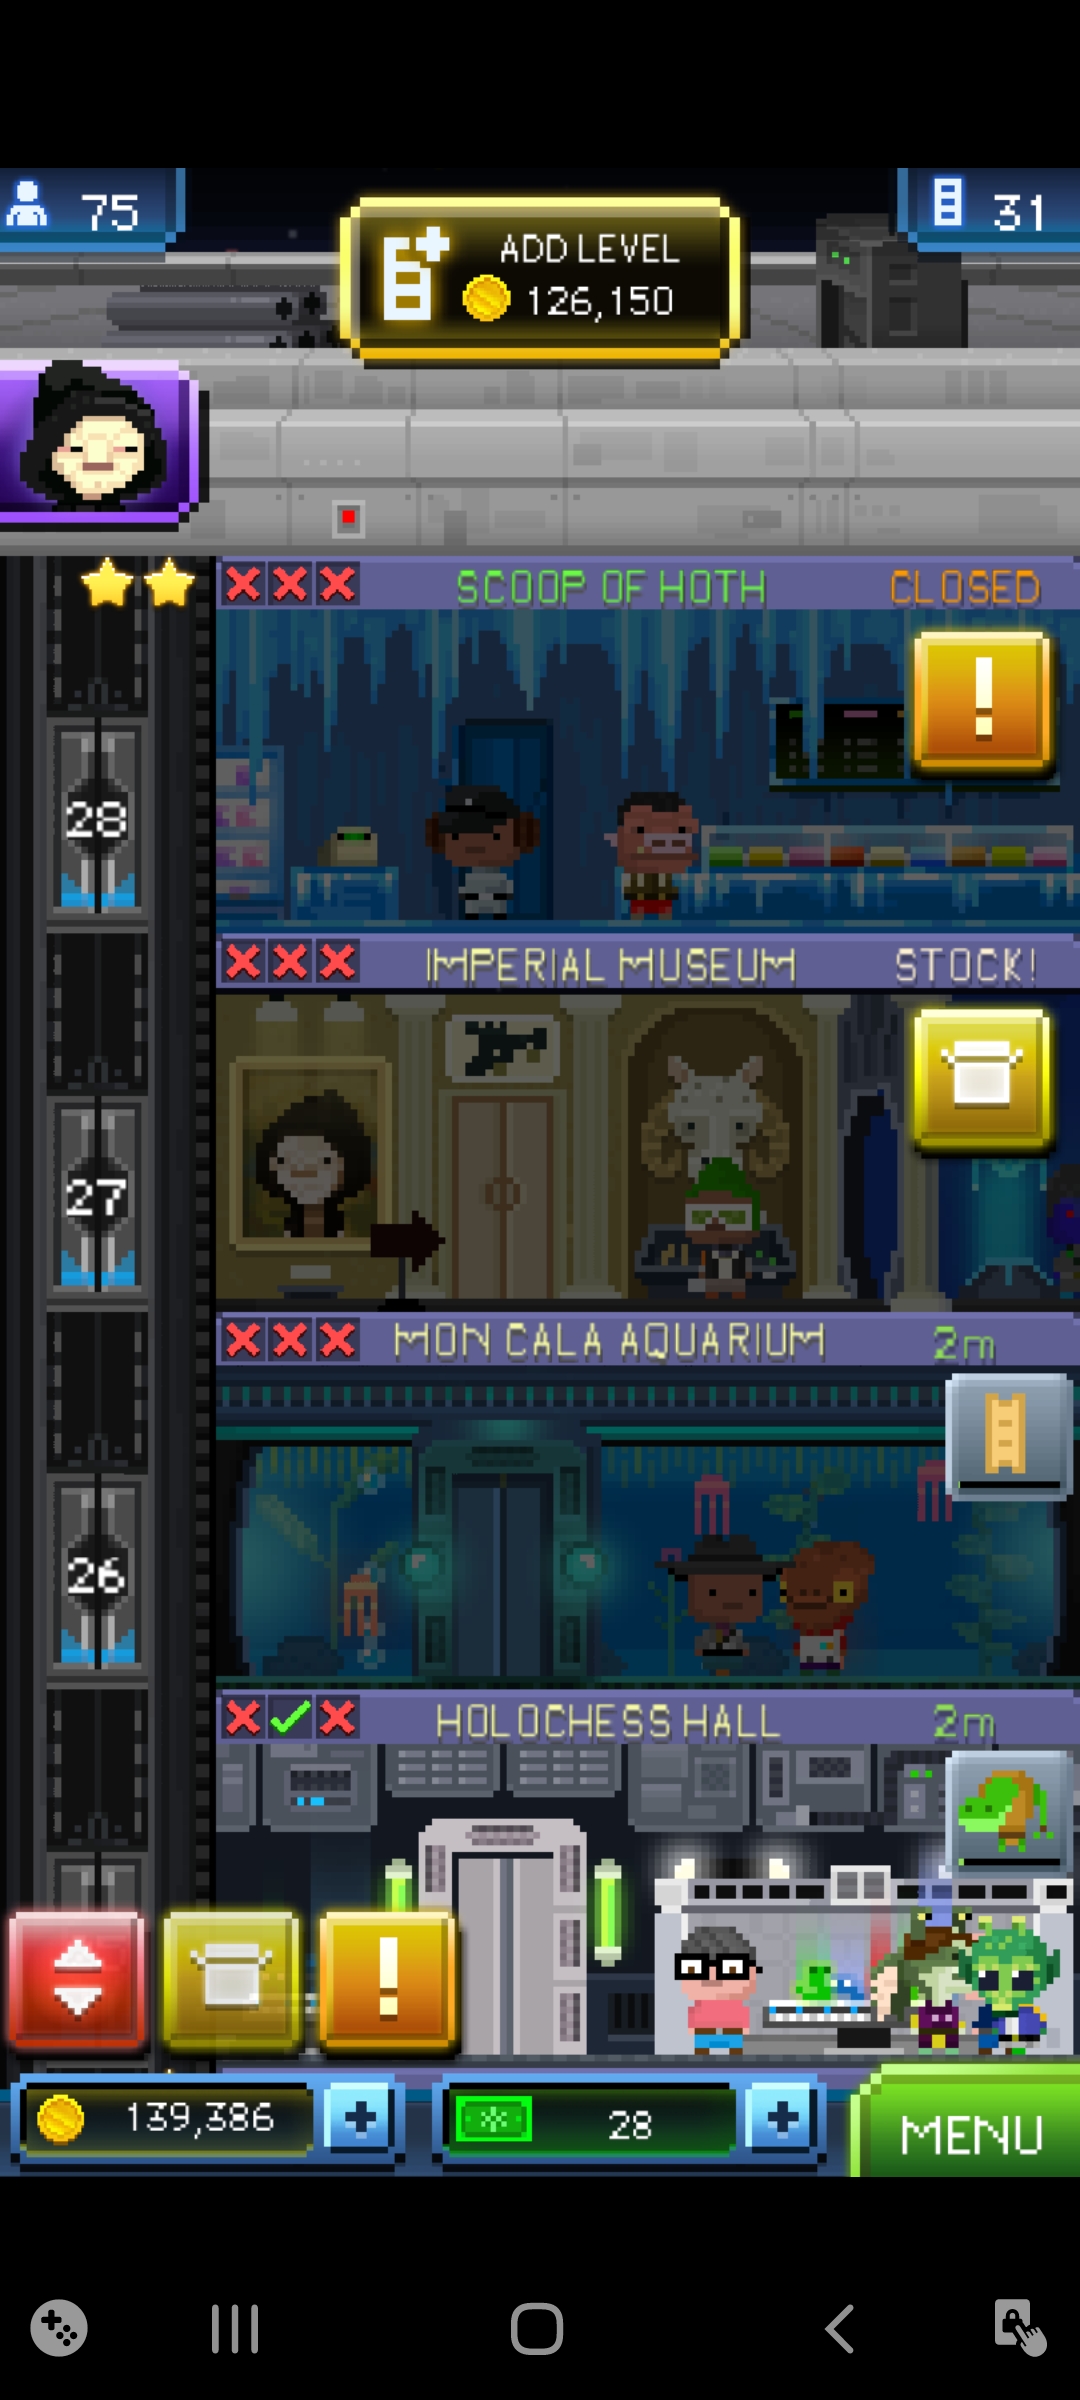 75
ADD LEVEL
126,150
31
SCOOP OF HOTH
CLOSED
28
IMPERIAL MUSEUM
STOCK!
27
MON CALA AQUARIUM
2m
26
HOLOCHESS HALL
2m
139,386
28
MENU